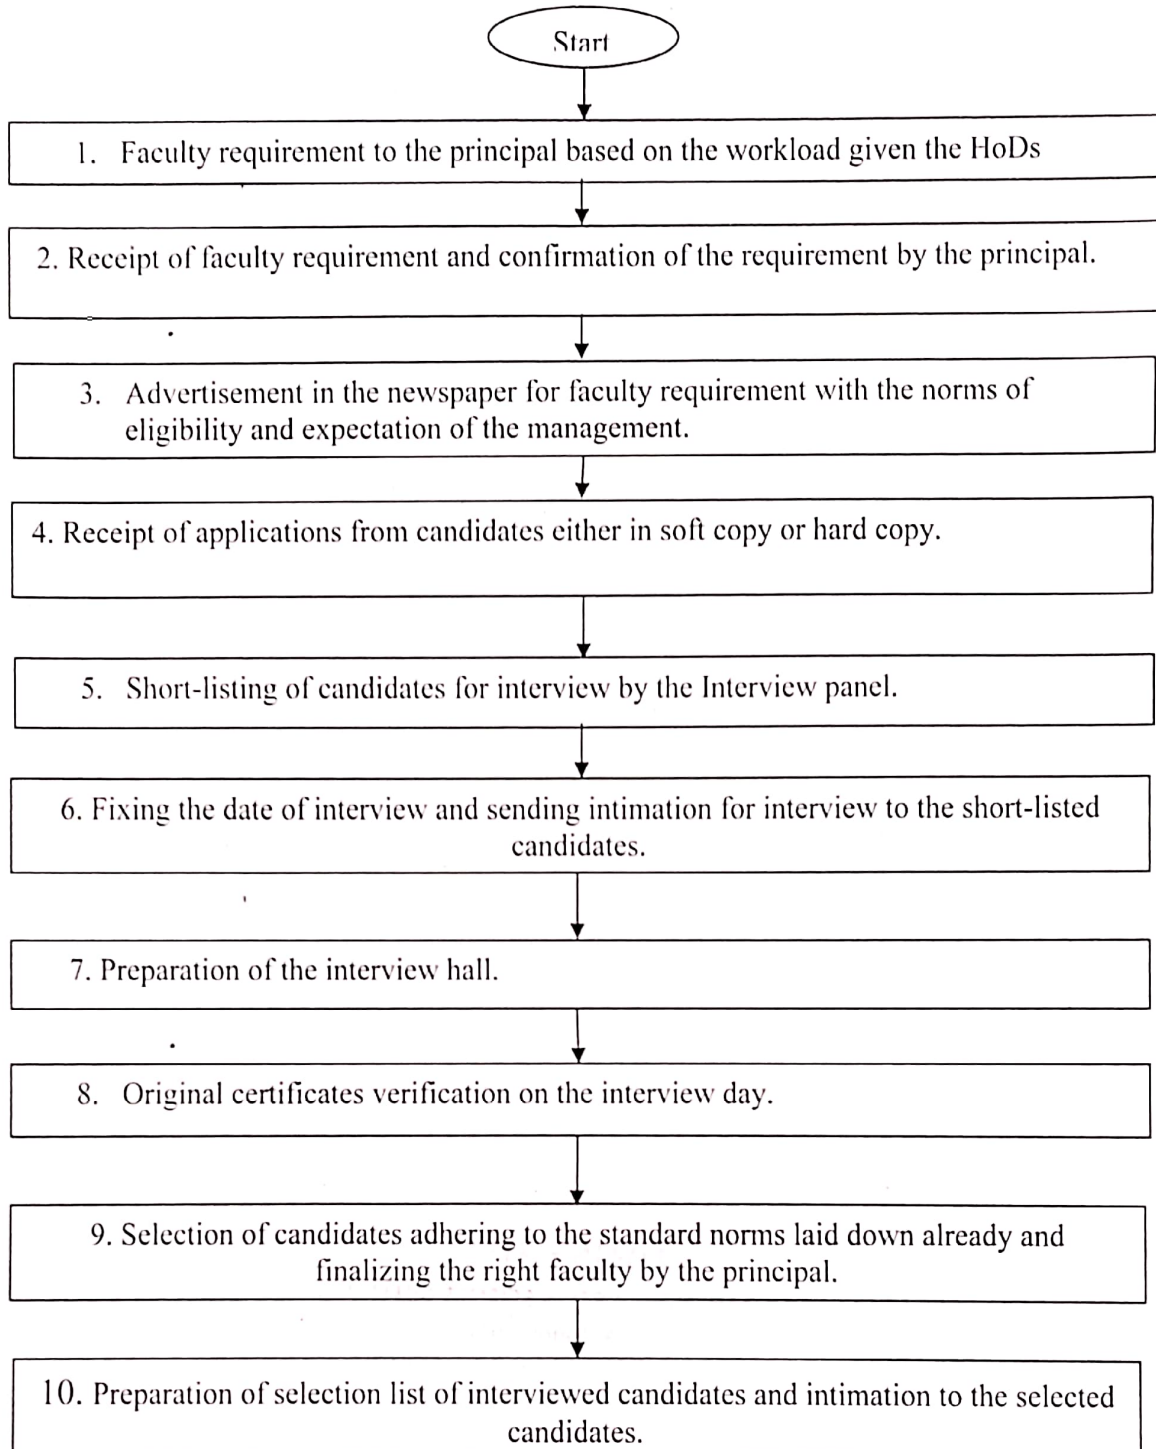 Start
1. Faculty requirement to the principal based on the workload given the HoDs
2. Receipt of faculty requirement and confirmation of the requirement by the principal.
3. Advertisement in the newspaper for faculty requirement with the norms of
eligibility and expectation of the management.
4. Receipt of applications from candidates either in soft copy or hard copy.
5. Short-listing of candidates for interview by the Interview panel.
6. Fixing the date of interview and sending intimation for interview to the short-listed
candidates.
7. Preparation of the interview hall.
8. Original certificates verification on the interview day.
9. Selection of candidates adhering to the standard norms laid down already and
finalizing the right faculty by the principal.
10. Preparation of selection list of interviewed candidates and intimation to the selected
candidates.